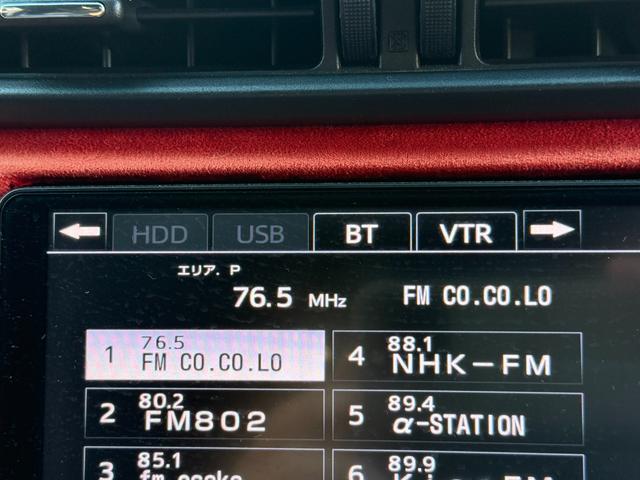 HDD USB BT VTR
エリア. P
76.5 MHz FM CO.CO.LO
1 76.5 FM CO.CO.LO
4 88.1 NHK-FM
2 80.2 FM802
5 89.4 α-STATION
3 85.1
6 89.9